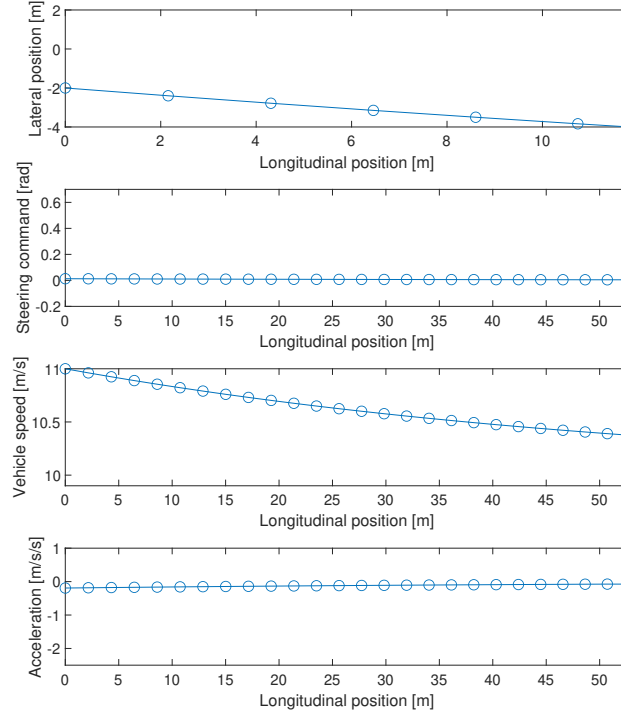 2
0
-2
-4
Lateral position [m]
0 2 4 6 8 10
Longitudinal position [m]
0.6
0.4
0.2
0
-0.2
Steering command [rad]
0 5 10 15 20 25 30 35 40 45 50
Longitudinal position [m]
11
10.5
10
Vehicle speed [m/s]
0 5 10 15 20 25 30 35 40 45 50
Longitudinal position [m]
1
0
-1
-2
Acceleration [m/s/s]
0 5 10 15 20 25 30 35 40 45 50
Longitudinal position [m]